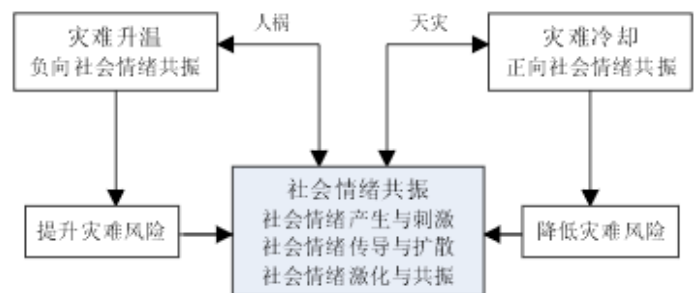 灾难升温
负向社会情绪共振
人祸
天灾
灾难冷却
正向社会情绪共振
提升灾难风险
社会情绪共振
社会情绪产生与刺激
社会情绪传导与扩散
社会情绪激化与共振
降低灾难风险